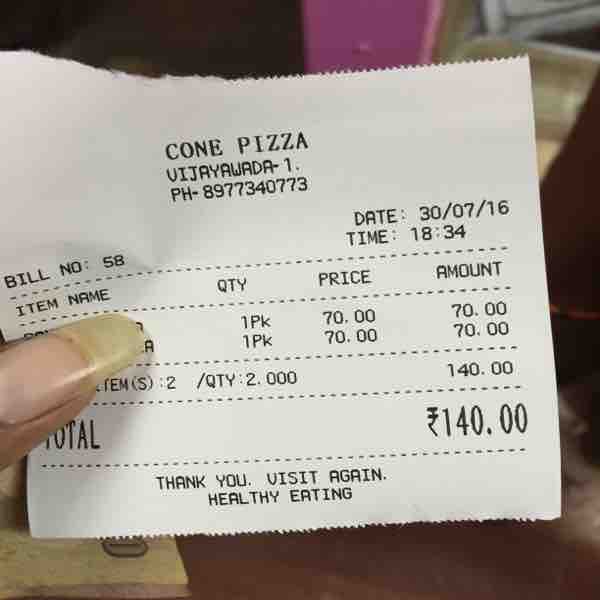 CONE PIZZA
VIJAYAWADA-1.
PH-8977340773
DATE: 30/07/16
TIME: 18:34
BILL NO: 58
ITEM NAME QTY PRICE AMOUNT
1Pk 70.00 70.00
1Pk 70.00 70.00
TEM(S):2 /QTY:2.000 140.00
TOTAL ₹140.00
THANK YOU. VISIT AGAIN.
HEALTHY EATING